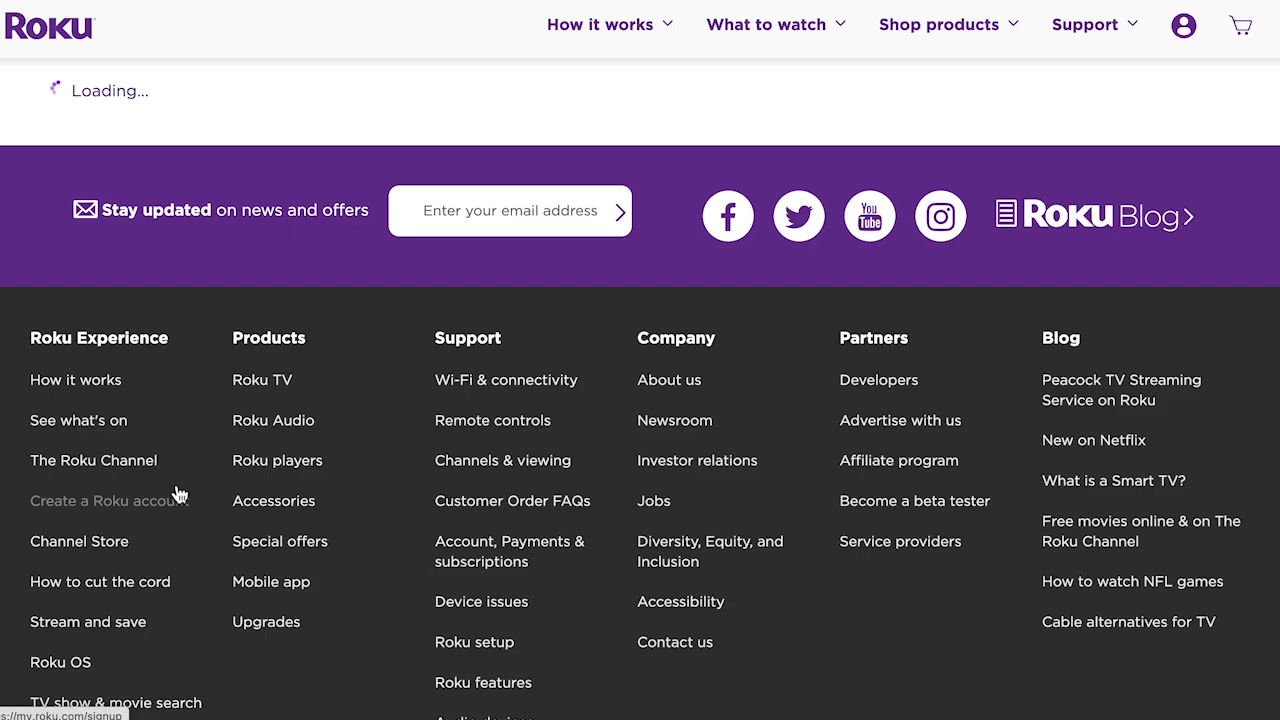 Roku
How it works
What to watch
Shop products
Support
Loading...
Stay updated on news and offers
Enter your email address
You
Tube
Roku Blog
Roku Experience
How it works
See what's on
The Roku Channel
Create a Roku account
Channel Store
How to cut the cord
Stream and save
Roku OS
TV show & movie search
Products
Roku TV
Roku Audio
Roku players
Accessories
Special offers
Mobile app
Upgrades
Support
Wi-Fi & connectivity
Remote controls
Channels & viewing
Customer Order FAQs
Account, Payments &
subscriptions
Device issues
Roku setup
Roku features
Audio devices
Company
About us
Newsroom
Investor relations
Jobs
Diversity, Equity, and
Inclusion
Accessibility
Contact us
Partners
Developers
Advertise with us
Affiliate program
Become a beta tester
Service providers
Blog
Peacock TV Streaming
Service on Roku
New on Netflix
What is a Smart TV?
Free movies online & on The
Roku Channel
How to watch NFL games
Cable alternatives for TV
s://my.roku.com/signup